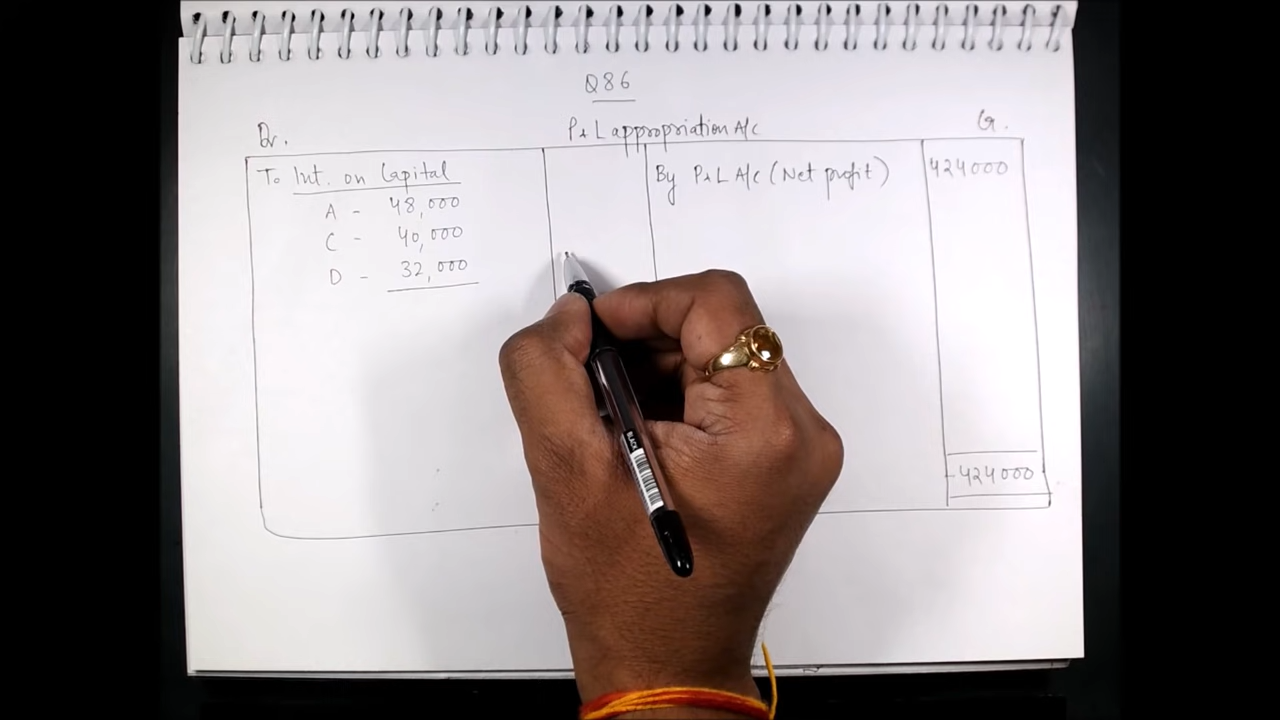 Q86
Dr. P & L appropriation A/c Cr.
To Int. on Capital
A - 48,000
C - 40,000
D - 32,000
By P & L A/c (Net profit) 424000
424000
BLACK